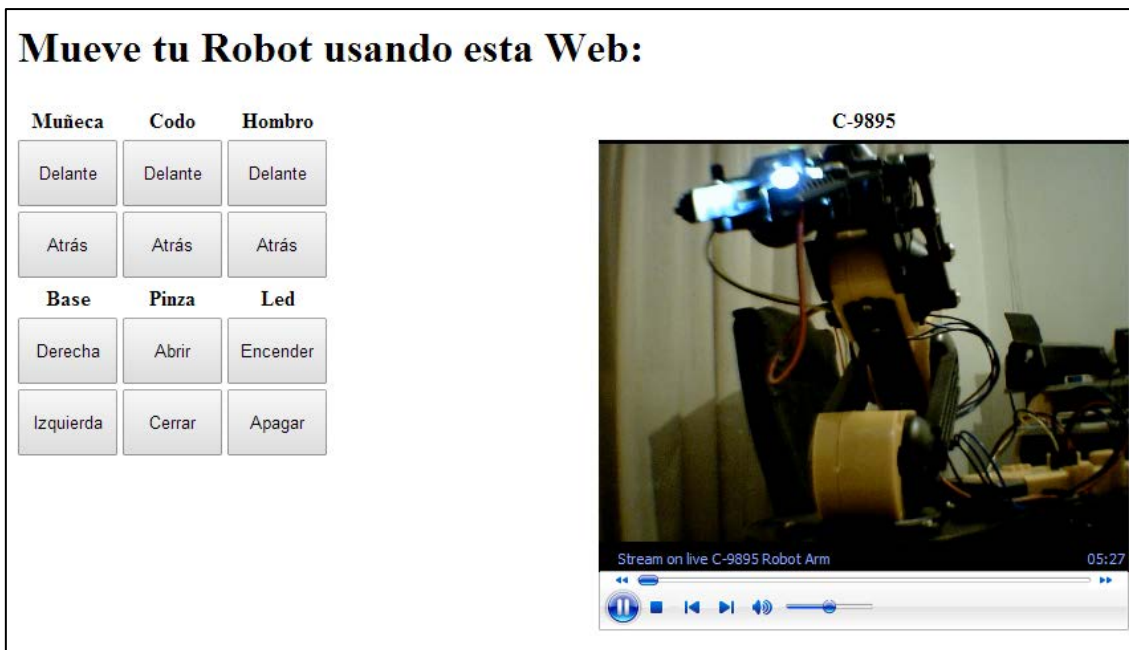 Mueve tu Robot usando esta Web:
Muñeca Codo Hombro
Delante Delante Delante
Atrás Atrás Atrás
Base Pinza Led
Derecha Abrir Encender
Izquierda Cerrar Apagar
C-9895
Stream on live C-9895 Robot Arm 05:27